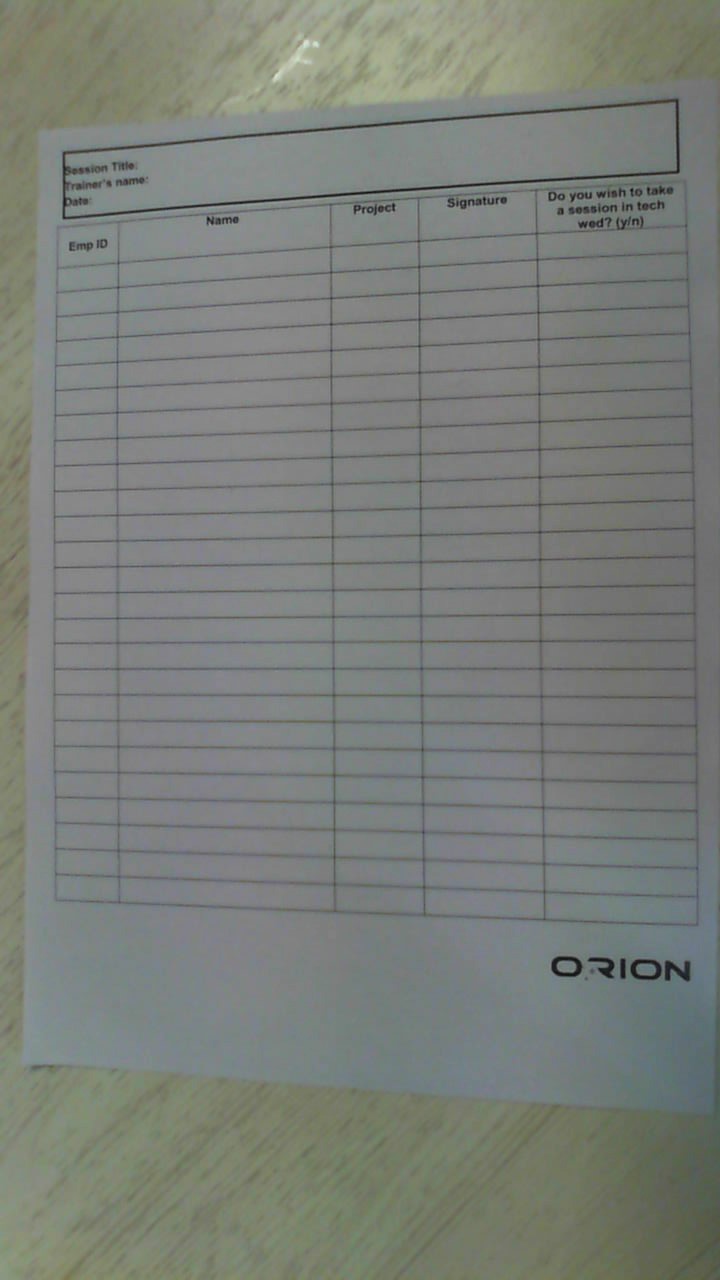 Session Title:
Trainer's name:
Date:
Emp ID
Name
Project
Signature
Do you wish to take
a session in tech
wed? (y/n)
ORION